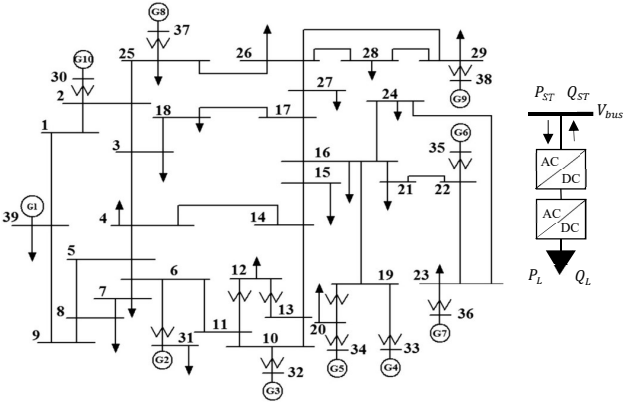 G8
37
25
26
28
29
G10
30
38
G9
2
27
24
18
17
G6
35
1
3
16
15
21
22
G1
39
4
14
5
6
12
19
23
7
13
8
20
36
9
11
10
31
G2
32
G3
34
G5
33
G4
G7
P_ST Q_ST
V_bus
AC
DC
AC
DC
P_L Q_L